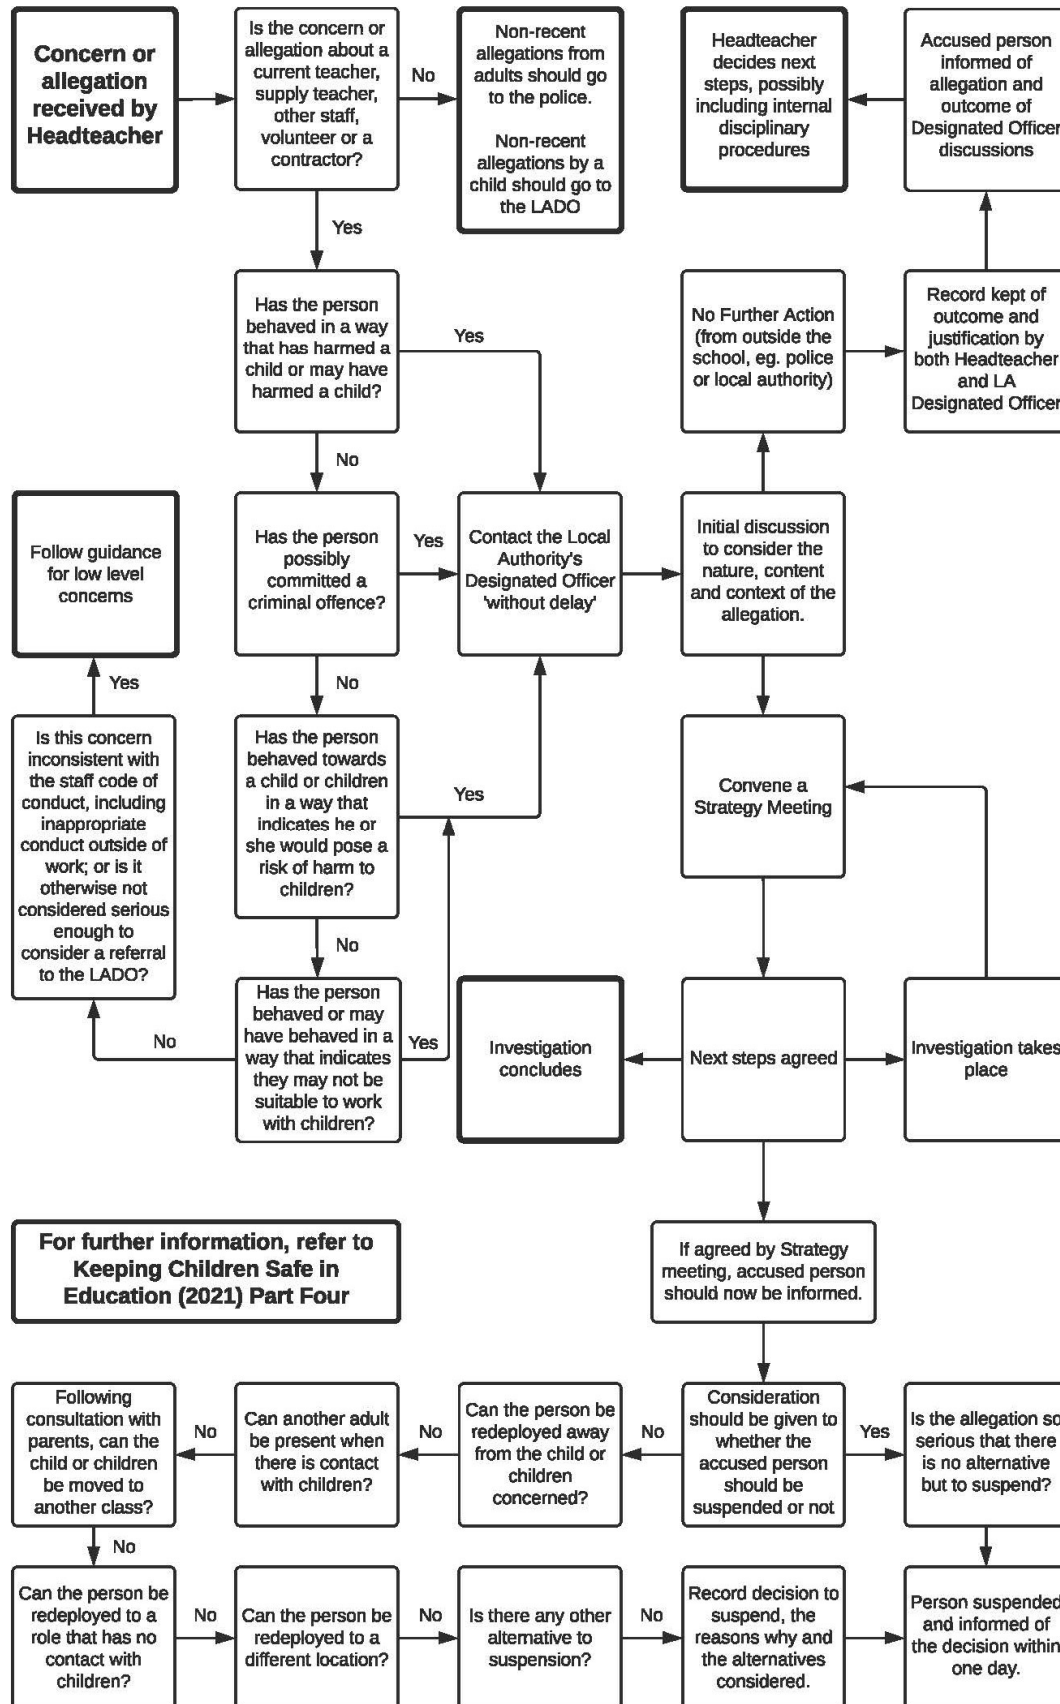 Concern or
allegation
received by
Headteacher
Is the concern or
allegation about a
current teacher,
supply teacher,
other staff,
volunteer or a
contractor?
No
Non-recent
allegations from
adults should go
to the police.
Non-recent
allegations by a
child should go to
the LADO
Headteacher
decides next
steps, possibly
including internal
disciplinary
procedures
Accused person
informed of
allegation and
outcome of
Designated Officer
discussions
Yes
Has the person
behaved in a way
that has harmed a
child or may have
harmed a child?
Yes
No Further Action
(from outside the
school, eg. police
or local authority)
Record kept of
outcome and
justification by
both Headteacher
and LA
Designated Officer
No
Follow guidance
for low level
concerns
Has the person
possibly
committed a
criminal offence?
Yes
Contact the Local
Authority's
Designated Officer
'without delay'
Initial discussion
to consider the
nature, content
and context of the
allegation.
Yes
No
Is this concern
inconsistent with
the staff code of
conduct, including
inappropriate
conduct outside of
work; or is it
otherwise not
considered serious
enough to
consider a referral
to the LADO?
Has the person
behaved towards
a child or children
in a way that
indicates he or
she would pose a
risk of harm to
children?
Yes
Convene a
Strategy Meeting
No
No
Has the person
behaved or may
have behaved in a
way that indicates
they may not be
suitable to work
with children?
Yes
Investigation
concludes
Next steps agreed
Investigation takes
place
For further information, refer to
Keeping Children Safe in
Education (2021) Part Four
If agreed by Strategy
meeting, accused person
should now be informed.
Following
consultation with
parents, can the
child or children
be moved to
another class?
No
Can another adult
be present when
there is contact
with children?
No
Can the person be
redeployed away
from the child or
children
concerned?
No
Consideration
should be given to
whether the
accused person
should be
suspended or not
Yes
Is the allegation so
serious that there
is no alternative
but to suspend?
No
Can the person be
redeployed to a
role that has no
contact with
children?
No
Can the person be
redeployed to a
different location?
No
Is there any other
alternative to
suspension?
No
Record decision to
suspend, the
reasons why and
the alternatives
considered.
Person suspended
and informed of
the decision within
one day.